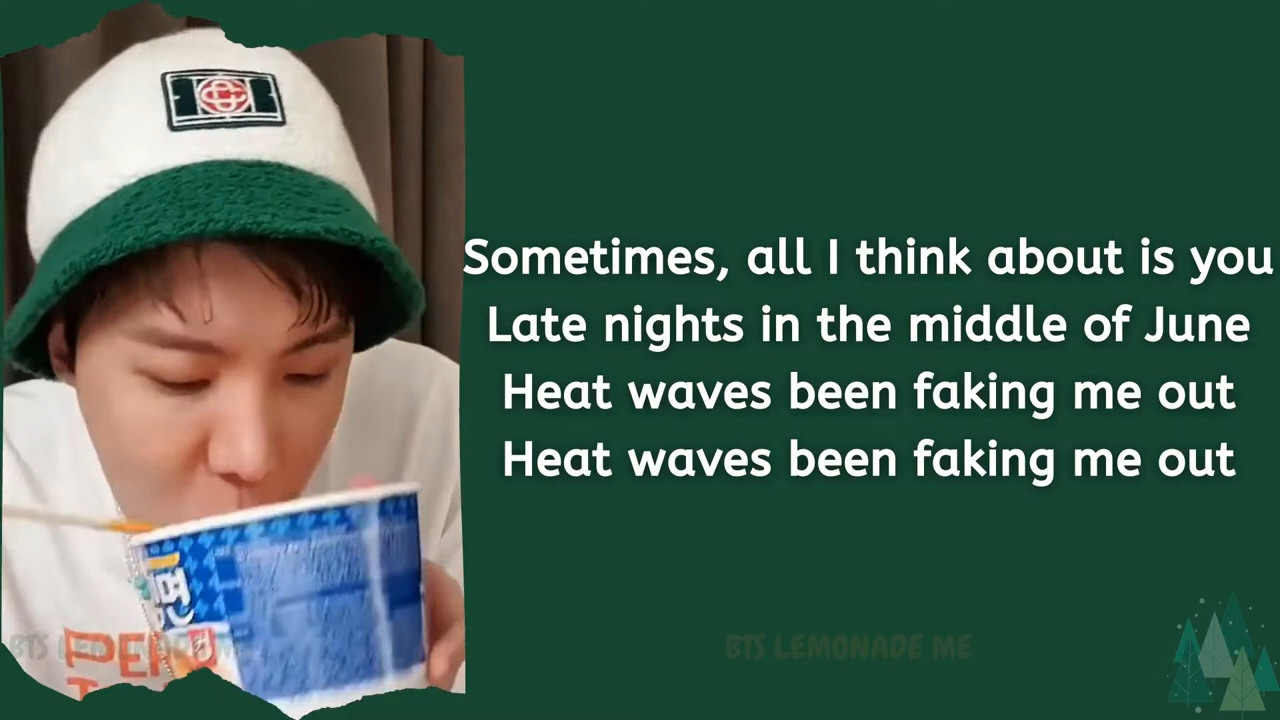 Sometimes, all I think about is you
Late nights in the middle of June
Heat waves been faking me out
Heat waves been faking me out
BTS LEMONADE ME